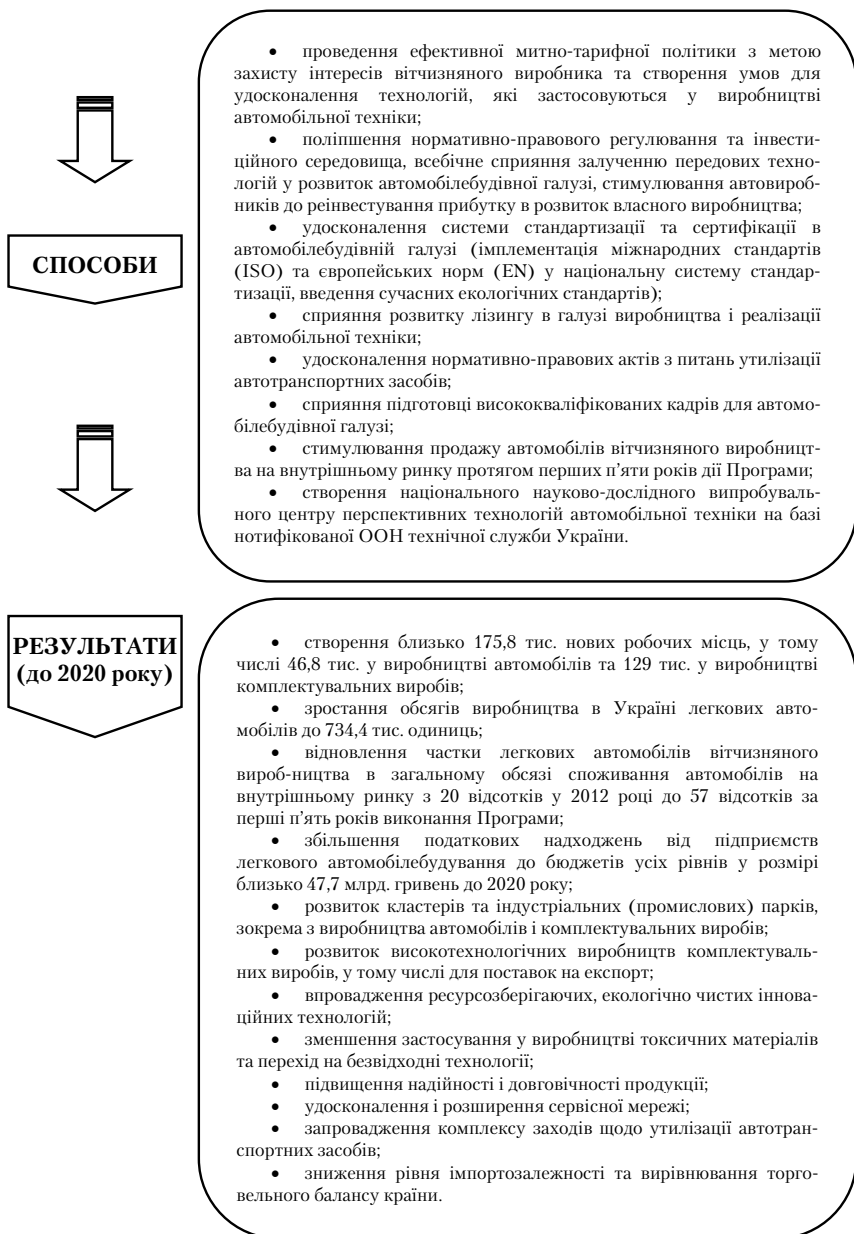 • проведення ефективної митно-тарифної політики з метою
захисту інтересів вітчизняного виробника та створення умов для
удосконалення технологій, які застосовуються у виробництві
автомобільної техніки;
• поліпшення нормативно-правового регулювання та інвести-
ційного середовища, всебічне сприяння залученню передових техно-
логій у розвиток автомобілебудівної галузі, стимулювання автовироб-
ників до реінвестування прибутку в розвиток власного виробництва;
СПОСОБИ
• удосконалення системи стандартизації та сертифікації в
автомобілебудівній галузі (імплементація міжнародних стандартів
(ISO) та європейських норм (EN) у національну систему стандар-
тизації, введення сучасних екологічних стандартів);
• сприяння розвитку лізингу в галузі виробництва і реалізації
автомобільної техніки;
• удосконалення нормативно-правових актів з питань утилізації
автотранспортних засобів;
• сприяння підготовці висококваліфікованих кадрів для автомо-
білебудівної галузі;
• стимулювання продажу автомобілів вітчизняного виробницт-
ва на внутрішньому ринку протягом перших п'яти років дії Програми;
• створення національного науково-дослідного випробуваль-
ного центру перспективних технологій автомобільної техніки на базі
нотифікованої ООН технічної служби України.
РЕЗУЛЬТАТИ
(до 2020 року)
• створення близько 175,8 тис. нових робочих місць, у тому
числі 46,8 тис. у виробництві автомобілів та 129 тис. у виробництві
комплектувальних виробів;
• зростання обсягів виробництва в Україні легкових авто-
мобілів до 734,4 тис. одиниць;
• відновлення частки легкових автомобілів вітчизняного
вироб-ництва в загальному обсязі споживання автомобілів на
внутрішньому ринку з 20 відсотків у 2012 році до 57 відсотків за
перші п'ять років виконання Програми;
• збільшення податкових надходжень від підприємств
легкового автомобілебудування до бюджетів усіх рівнів у розмірі
близько 47,7 млрд. гривень до 2020 року;
• розвиток кластерів та індустріальних (промислових) парків,
зокрема з виробництва автомобілів і комплектувальних виробів;
• розвиток високотехнологічних виробництв комплектуваль-
них виробів, у тому числі для поставок на експорт;
• впровадження ресурсозберігаючих, екологічно чистих іннова-
ційних технологій;
• зменшення застосування у виробництві токсичних матеріалів
та перехід на безвідходні технології;
• підвищення надійності і довговічності продукції;
• удосконалення і розширення сервісної мережі;
• запровадження комплексу заходів щодо утилізації автотран-
спортних засобів;
• зниження рівня імпортозалежності та вирівнювання торго-
вельного балансу країни.